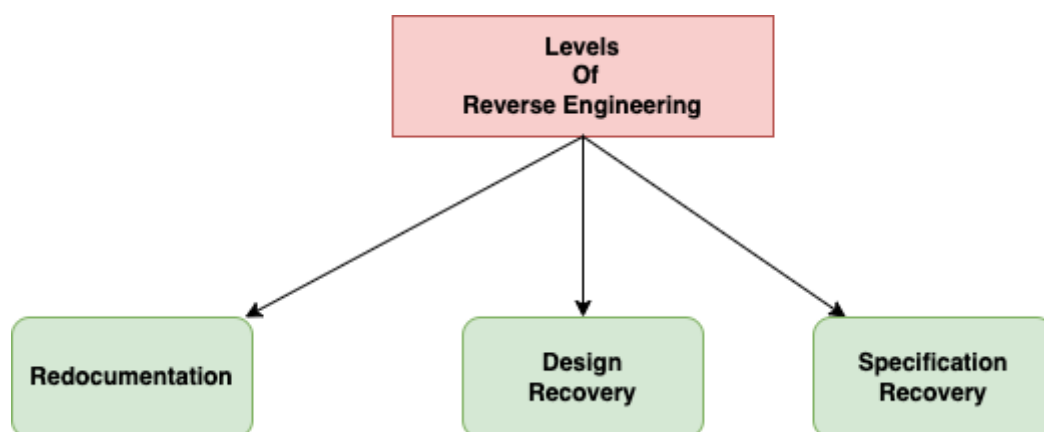 Levels
Of
Reverse Engineering
Redocumentation
Design
Recovery
Specification
Recovery